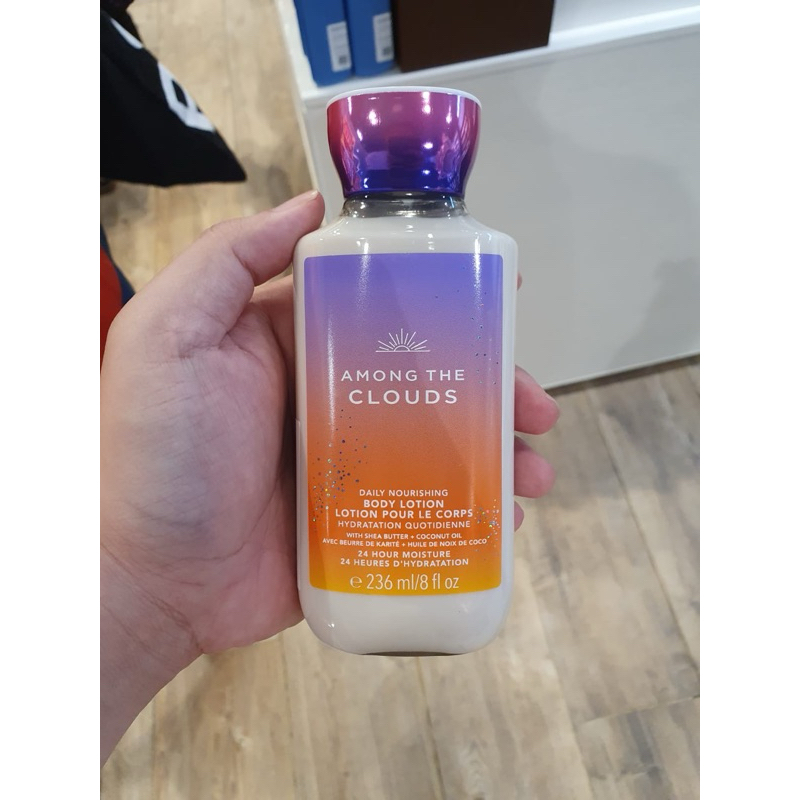 AMONG THE
CLOUDS
DAILY NOURISHING
BODY LOTION
LOTION POUR LE CORPS
HYDRATATION QUOTIDIENNE
WITH SHEA BUTTER + COCONUT OIL
AVEC BEURRE DE KARITÉ + HUILE DE NOIX DE COCO
24 HOUR MOISTURE
24 HEURES D'HYDRATATION
℮ 236 ml/8 fl oz